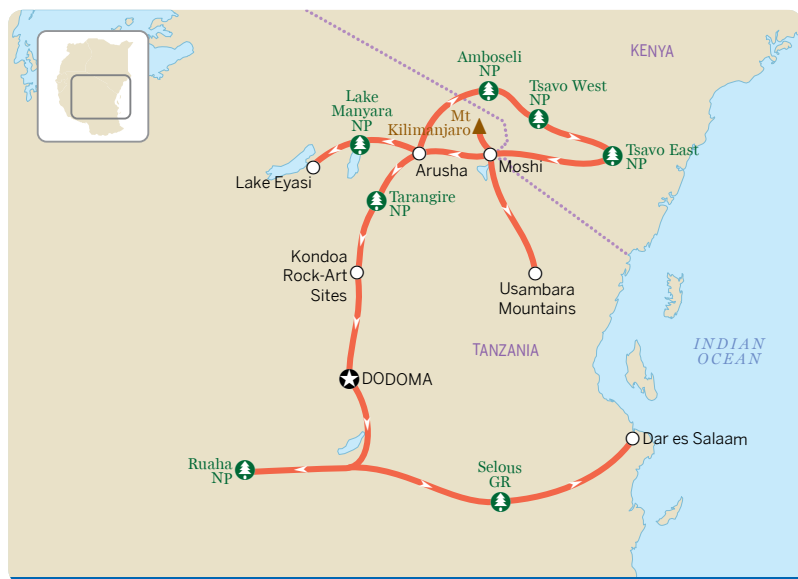 KENYA
Amboseli
NP
Tsavo West
NP
Lake
Manyara
NP
Mt
Kilimanjaro
Tsavo East
NP
Arusha
Moshi
Lake Eyasi
Tarangire
NP
Kondoa
Rock-Art
Sites
Usambara
Mountains
TANZANIA
INDIAN
OCEAN
DODOMA
Dar es Salaam
Ruaha
NP
Selous
GR